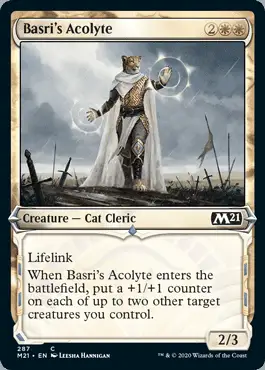 Basri's Acolyte 2
Creature — Cat Cleric M21
Lifelink
When Basri's Acolyte enters the
battlefield, put a +1/+1 counter
on each of up to two other target
creatures you control.
2/3
287 C
M21 • EN LEESHA HANNIGAN ™ & © 2020 Wizards of the Coast